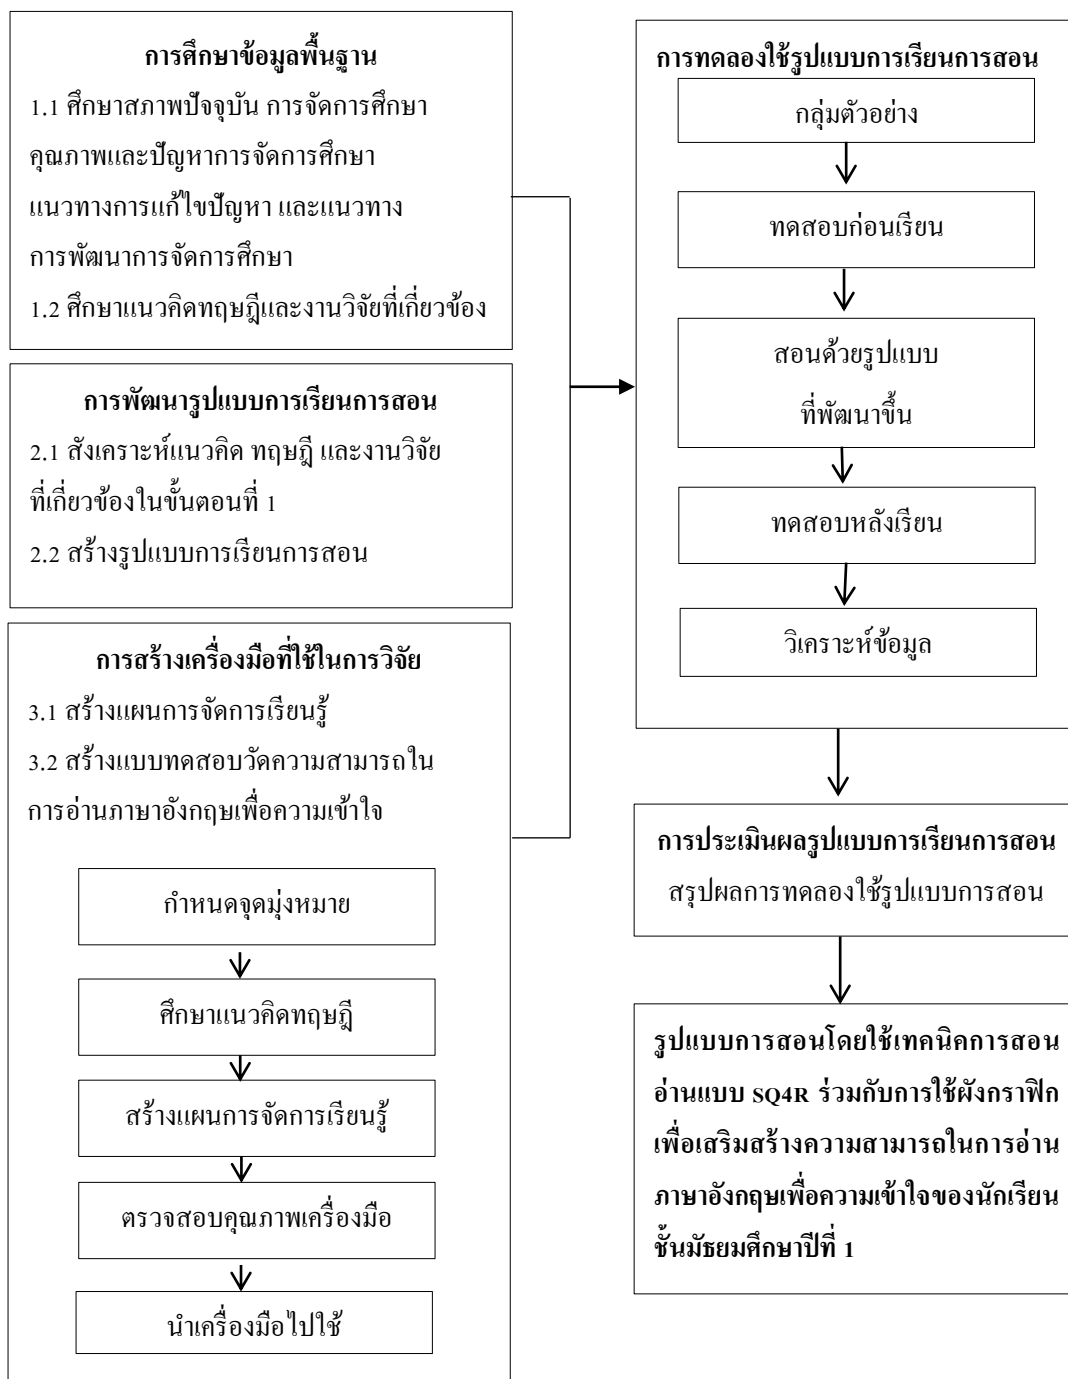 การศึกษาข้อมูลพื้นฐาน
1.1 ศึกษาสภาพปัจจุบัน การจัดการศึกษา
คุณภาพและปัญหาการจัดการศึกษา
แนวทางการแก้ไขปัญหา และแนวทาง
การพัฒนาการจัดการศึกษา
1.2 ศึกษาแนวคิดทฤษฎีและงานวิจัยที่เกี่ยวข้อง
การพัฒนารูปแบบการเรียนการสอน
2.1 สังเคราะห์แนวคิด ทฤษฎี และงานวิจัย
ที่เกี่ยวข้องในขั้นตอนที่ 1
2.2 สร้างรูปแบบการเรียนการสอน
การสร้างเครื่องมือที่ใช้ในการวิจัย
3.1 สร้างแผนการจัดการเรียนรู้
3.2 สร้างแบบทดสอบวัดความสามารถใน
การอ่านภาษาอังกฤษเพื่อความเข้าใจ
กำหนดจุดมุ่งหมาย
ศึกษาแนวคิดทฤษฎี
สร้างแผนการจัดการเรียนรู้
ตรวจสอบคุณภาพเครื่องมือ
นำเครื่องมือไปใช้
การทดลองใช้รูปแบบการเรียนการสอน
กลุ่มตัวอย่าง
ทดสอบก่อนเรียน
สอนด้วยรูปแบบ
ที่พัฒนาขึ้น
ทดสอบหลังเรียน
วิเคราะห์ข้อมูล
การประเมินผลรูปแบบการเรียนการสอน
สรุปผลการทดลองใช้รูปแบบการสอน
รูปแบบการสอนโดยใช้เทคนิคการสอน
อ่านแบบ SQ4R ร่วมกับการใช้ผังกราฟิก
เพื่อเสริมสร้างความสามารถในการอ่าน
ภาษาอังกฤษเพื่อความเข้าใจของนักเรียน
ชั้นมัธยมศึกษาปีที่ 1